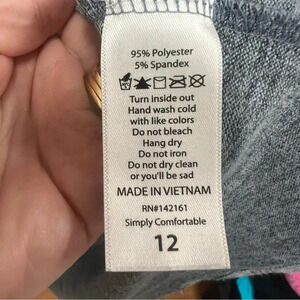 95% Polyester
5% Spandex
Turn inside out
Hand wash cold
with like colors
Do not bleach
Hang dry
Do not iron
Do not dry clean
or you'll be sad
MADE IN VIETNAM
RN#142161
Simply Comfortable
12